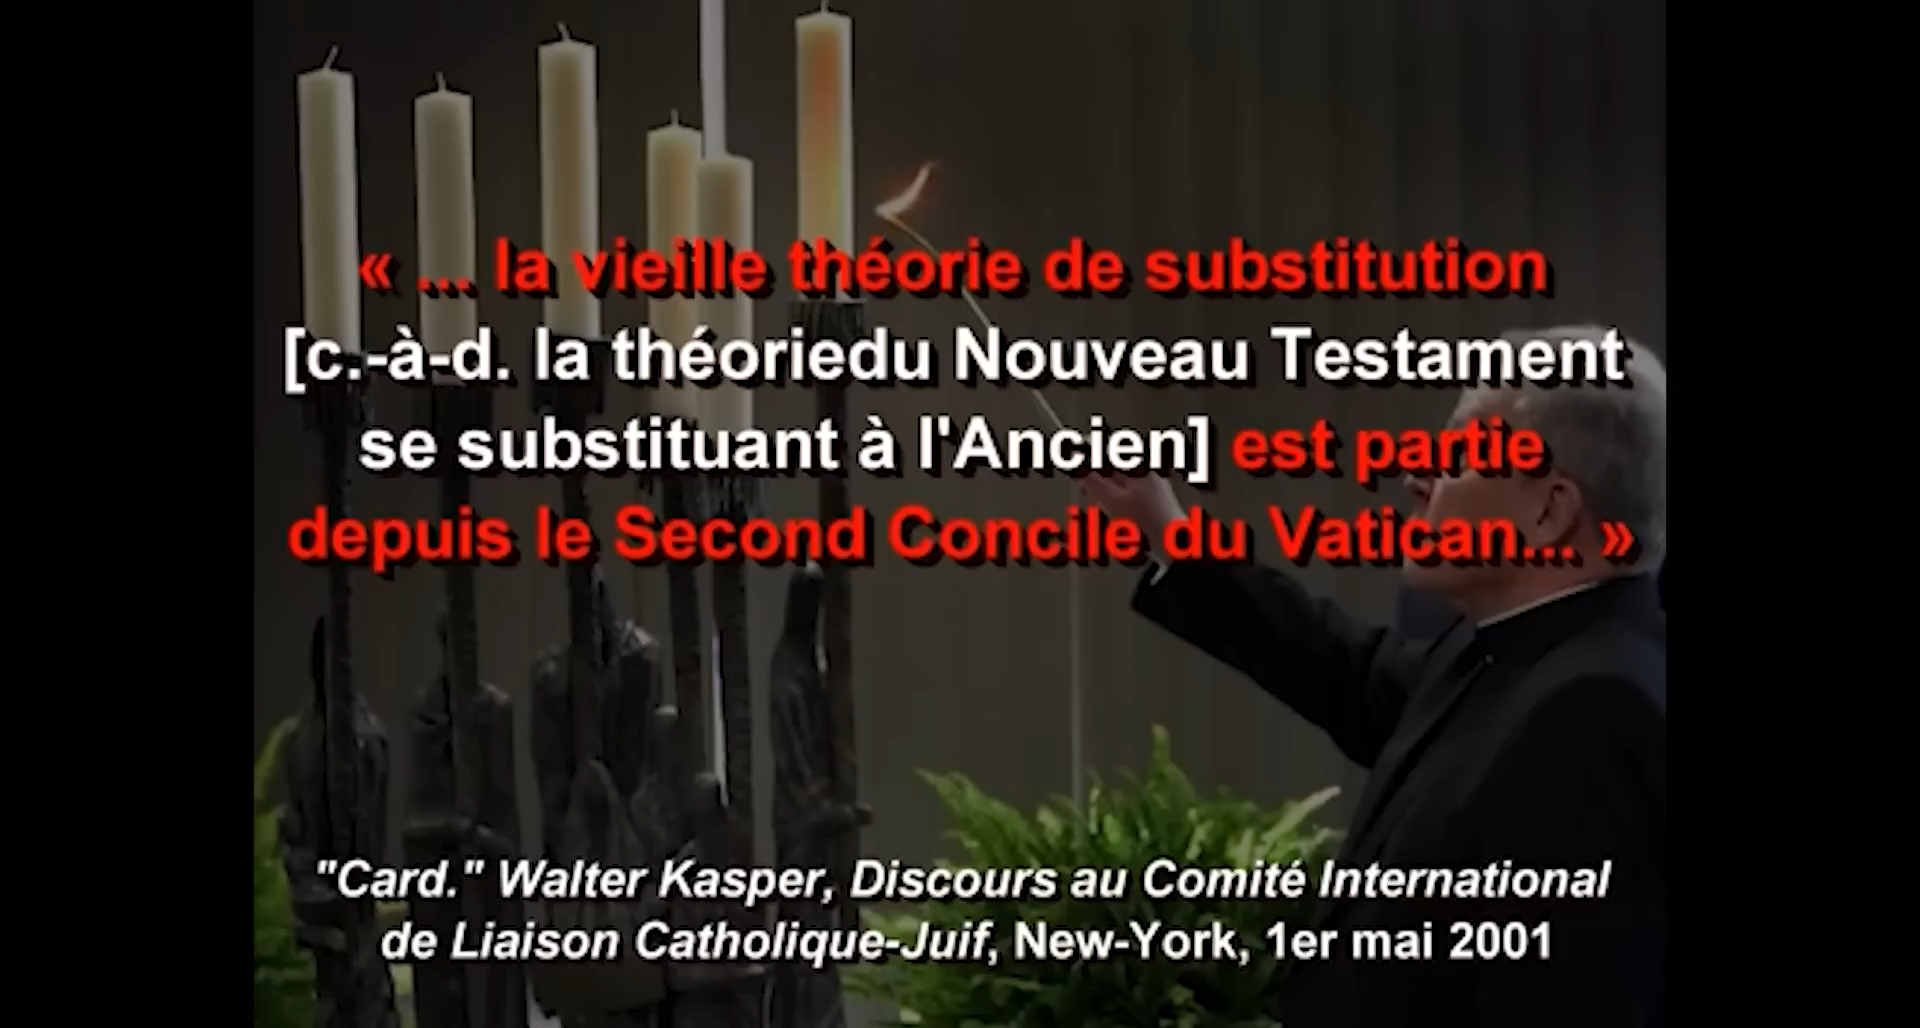 « ... la vieille théorie de substitution
[c.-à-d. la théoriedu Nouveau Testament
se substituant à l'Ancien] est partie
depuis le Second Concile du Vatican... »
"Card." Walter Kasper, Discours au Comité International
de Liaison Catholique-Juif, New-York, 1er mai 2001